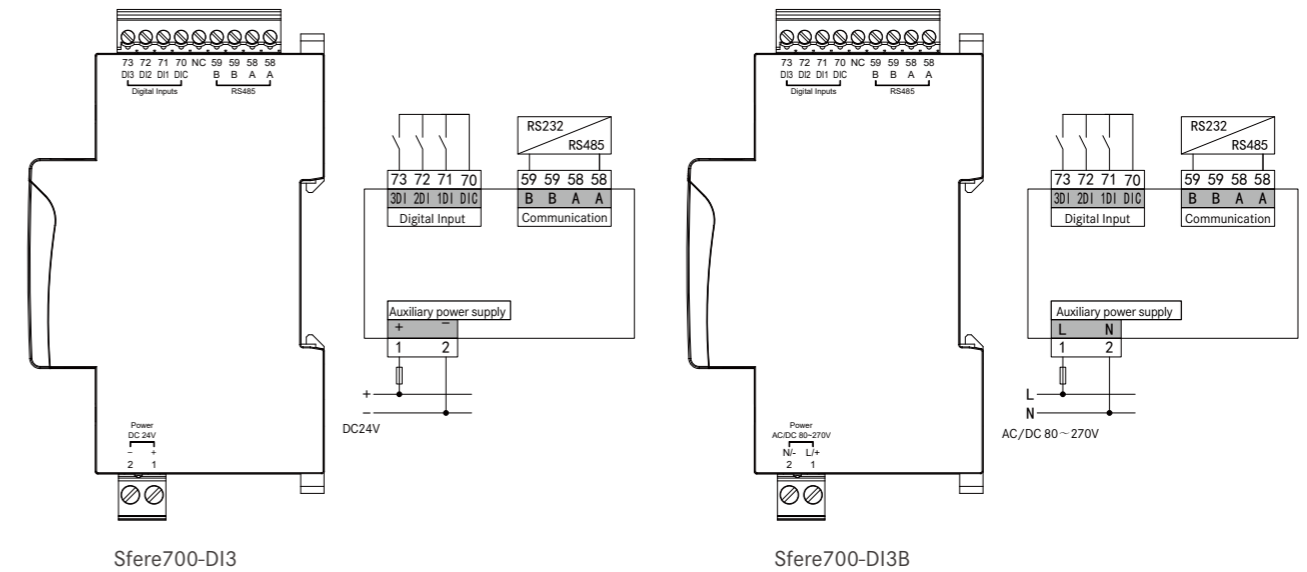 73 72 71 70 NC 59 59 58 58
DI3 DI2 DI1 DIC B B A A
Digital Inputs RS485
RS232
RS485
73 72 71 70
3DI 2DI 1DI DIC
Digital Input
59 59 58 58
B B A A
Communication
Auxiliary power supply
+ −
1 2
+
−
DC24V
Power
DC 24V
− +
2 1
Sfere700-DI3
73 72 71 70 NC 59 59 58 58
DI3 DI2 DI1 DIC B B A A
Digital Inputs RS485
RS232
RS485
73 72 71 70
3DI 2DI 1DI DIC
Digital Input
59 59 58 58
B B A A
Communication
Auxiliary power supply
L N
1 2
L
N
AC/DC 80~270V
Power
AC/DC 80~270V
N/- L/+
2 1
Sfere700-DI3B